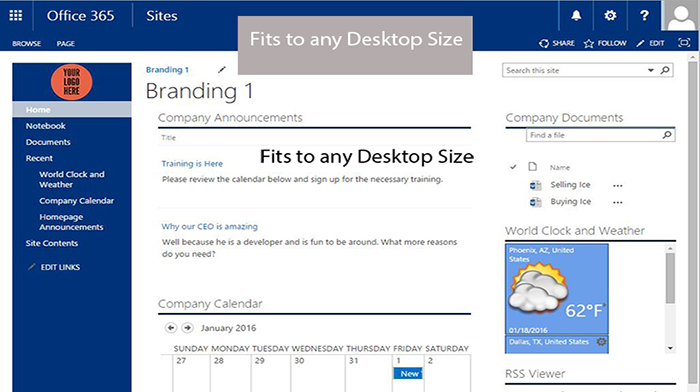 Office 365
Sites
Fits to any Desktop Size
?
BROWSE
PAGE
SHARE
FOLLOW
EDIT
YOUR
LOGO
HERE
Home
Notebook
Documents
Recent
World Clock and
Weather
Company Calendar
Homepage
Announcements
Site Contents
EDIT LINKS
Branding 1
Branding 1
Company Announcements
Title
Fits to any Desktop Size
Training is Here
Please review the calendar below and sign up for the necessary training.
Why our CEO is amazing
Well because he is a developer and is fun to be around. What more reasons
do you need?
Company Calendar
January 2016
SUNDAY MONDAY TUESDAY WEDNESDAY THURSDAY FRIDAY SATURDAY
27 28 29 30 31 1 2
New
Search this site
Company Documents
Find a file
Name
Selling Ice
Buying Ice
World Clock and Weather
Phoenix, AZ, United
States
62°F
01/18/2016
Dallas, TX, United
States
RSS Viewer